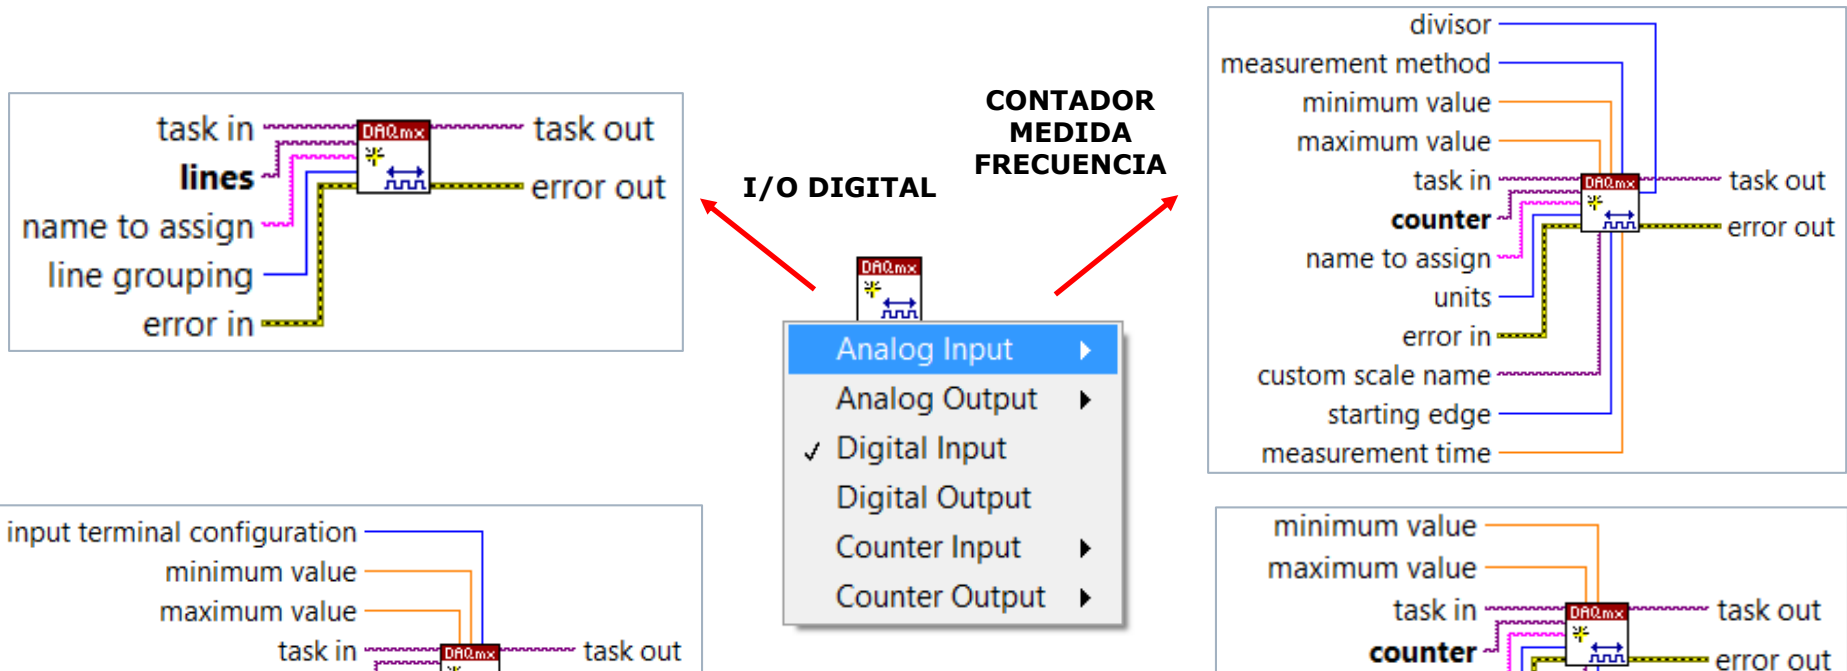 task in
lines
name to assign
line grouping
error in
DAQmx
task out
error out
I/O DIGITAL
CONTADOR
MEDIDA
FRECUENCIA
divisor
measurement method
minimum value
maximum value
task in
counter
name to assign
units
error in
custom scale name
starting edge
measurement time
DAQmx
task out
error out
DAQmx
Analog Input
Analog Output
Digital Input
Digital Output
Counter Input
Counter Output
input terminal configuration
minimum value
maximum value
task in
DAQmx
task out
minimum value
maximum value
task in
counter
DAQmx
task out
error out